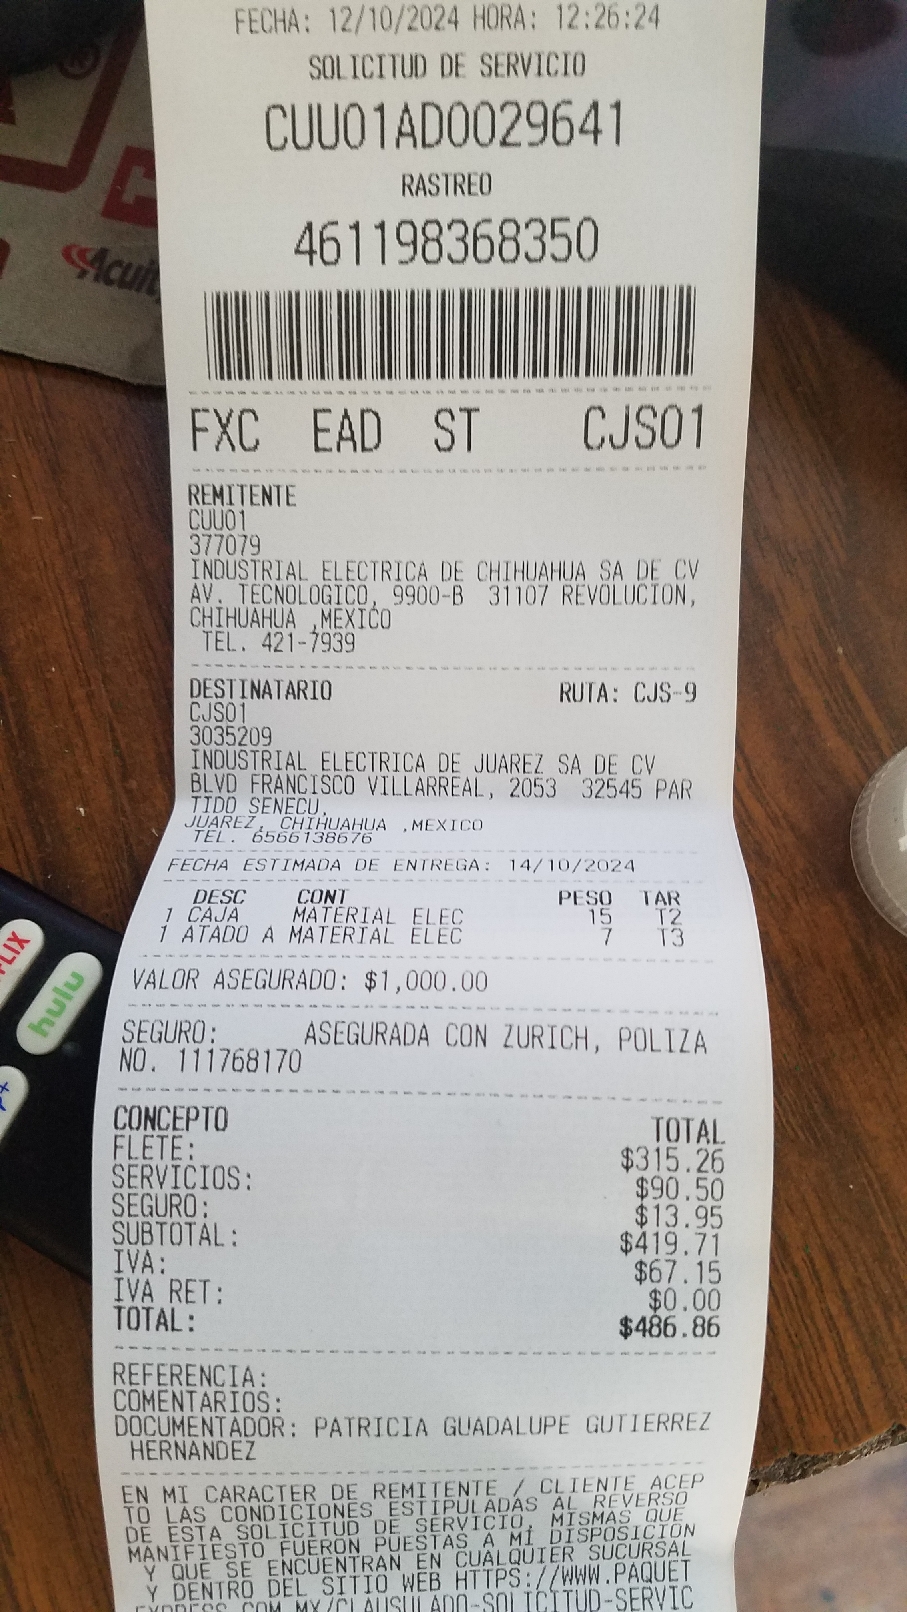 FECHA: 12/10/2024 HORA: 12:26:24
SOLICITUD DE SERVICIO
CUU01AD0029641
RASTREO
461198368350
FXC EAD ST CJS01
REMITENTE
CUU01
377079
INDUSTRIAL ELECTRICA DE CHIHUAHUA SA DE CV
AV. TECNOLOGICO, 9900-B 31107 REVOLUCION,
CHIHUAHUA ,MEXICO
TEL. 421-7939
DESTINATARIO RUTA: CJS-9
CJS01
3035209
INDUSTRIAL ELECTRICA DE JUAREZ SA DE CV
BLVD FRANCISCO VILLARREAL, 2053 32545 PAR
TIDO SENECU,
JUAREZ, CHIHUAHUA ,MEXICO
TEL. 6566138676
FECHA ESTIMADA DE ENTREGA: 14/10/2024
DESC CONT PESO TAR
1 CAJA MATERIAL ELEC 15 T2
1 ATADO A MATERIAL ELEC 7 T3
VALOR ASEGURADO: $1,000.00
SEGURO: ASEGURADA CON ZURICH, POLIZA
NO. 111768170
CONCEPTO TOTAL
FLETE: $315.26
SERVICIOS: $90.50
SEGURO: $13.95
SUBTOTAL: $419.71
IVA: $67.15
IVA RET: $0.00
TOTAL: $486.86
REFERENCIA:
COMENTARIOS:
DOCUMENTADOR: PATRICIA GUADALUPE GUTIERREZ
HERNANDEZ
EN MI CARACTER DE REMITENTE / CLIENTE ACEP
TO LAS CONDICIONES ESTIPULADAS AL REVERSO
DE ESTA SOLICITUD DE SERVICIO, MISMAS QUE
MANIFIESTO FUERON PUESTAS A MI DISPOSICION
Y QUE SE ENCUENTRAN EN CUALQUIER SUCURSAL
Y DENTRO DEL SITIO WEB HTTPS://WWW.PAQUET
EXPRESS.COM.MX/CLAUSULADO-SOLICITUD-SERVIC
Acuit
hulu
FLIX